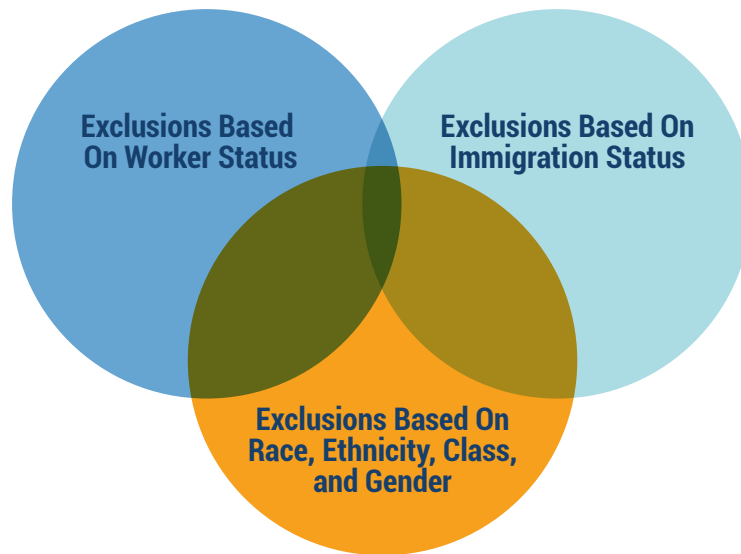 Exclusions Based
On Worker Status
Exclusions Based On
Immigration Status
Exclusions Based On
Race, Ethnicity, Class,
and Gender